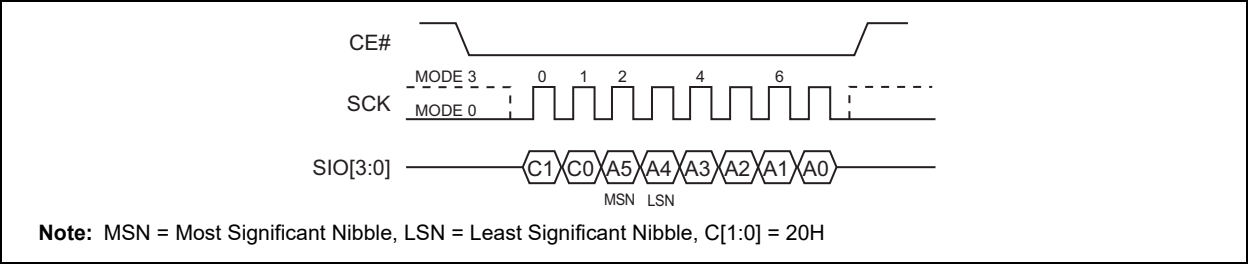 CE#
MODE 3 0 1 2 4 6
SCK
MODE 0
SIO[3:0] C1 C0 A5 A4 A3 A2 A1 A0
MSN LSN
Note: MSN = Most Significant Nibble, LSN = Least Significant Nibble, C[1:0] = 20H